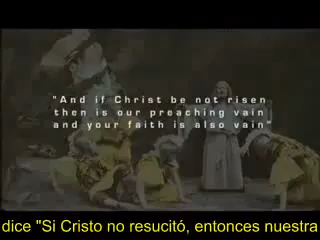 "And if Christ be not risen
then is our preaching vain
and your faith is also vain"
dice "Si Cristo no resucitó, entonces nuestra